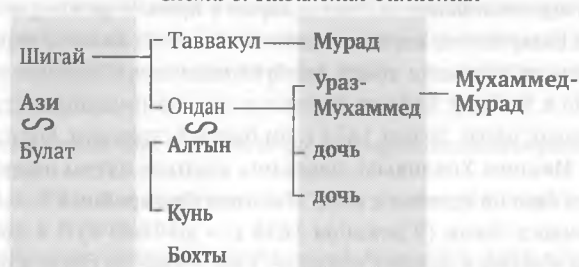 Шигай
Таввакул
Мурад
Ураз-
Мухаммед
Мухаммед-
Мурад
Ази
Булат
Ондан
Алтын
дочь
дочь
Кунь
Бохты